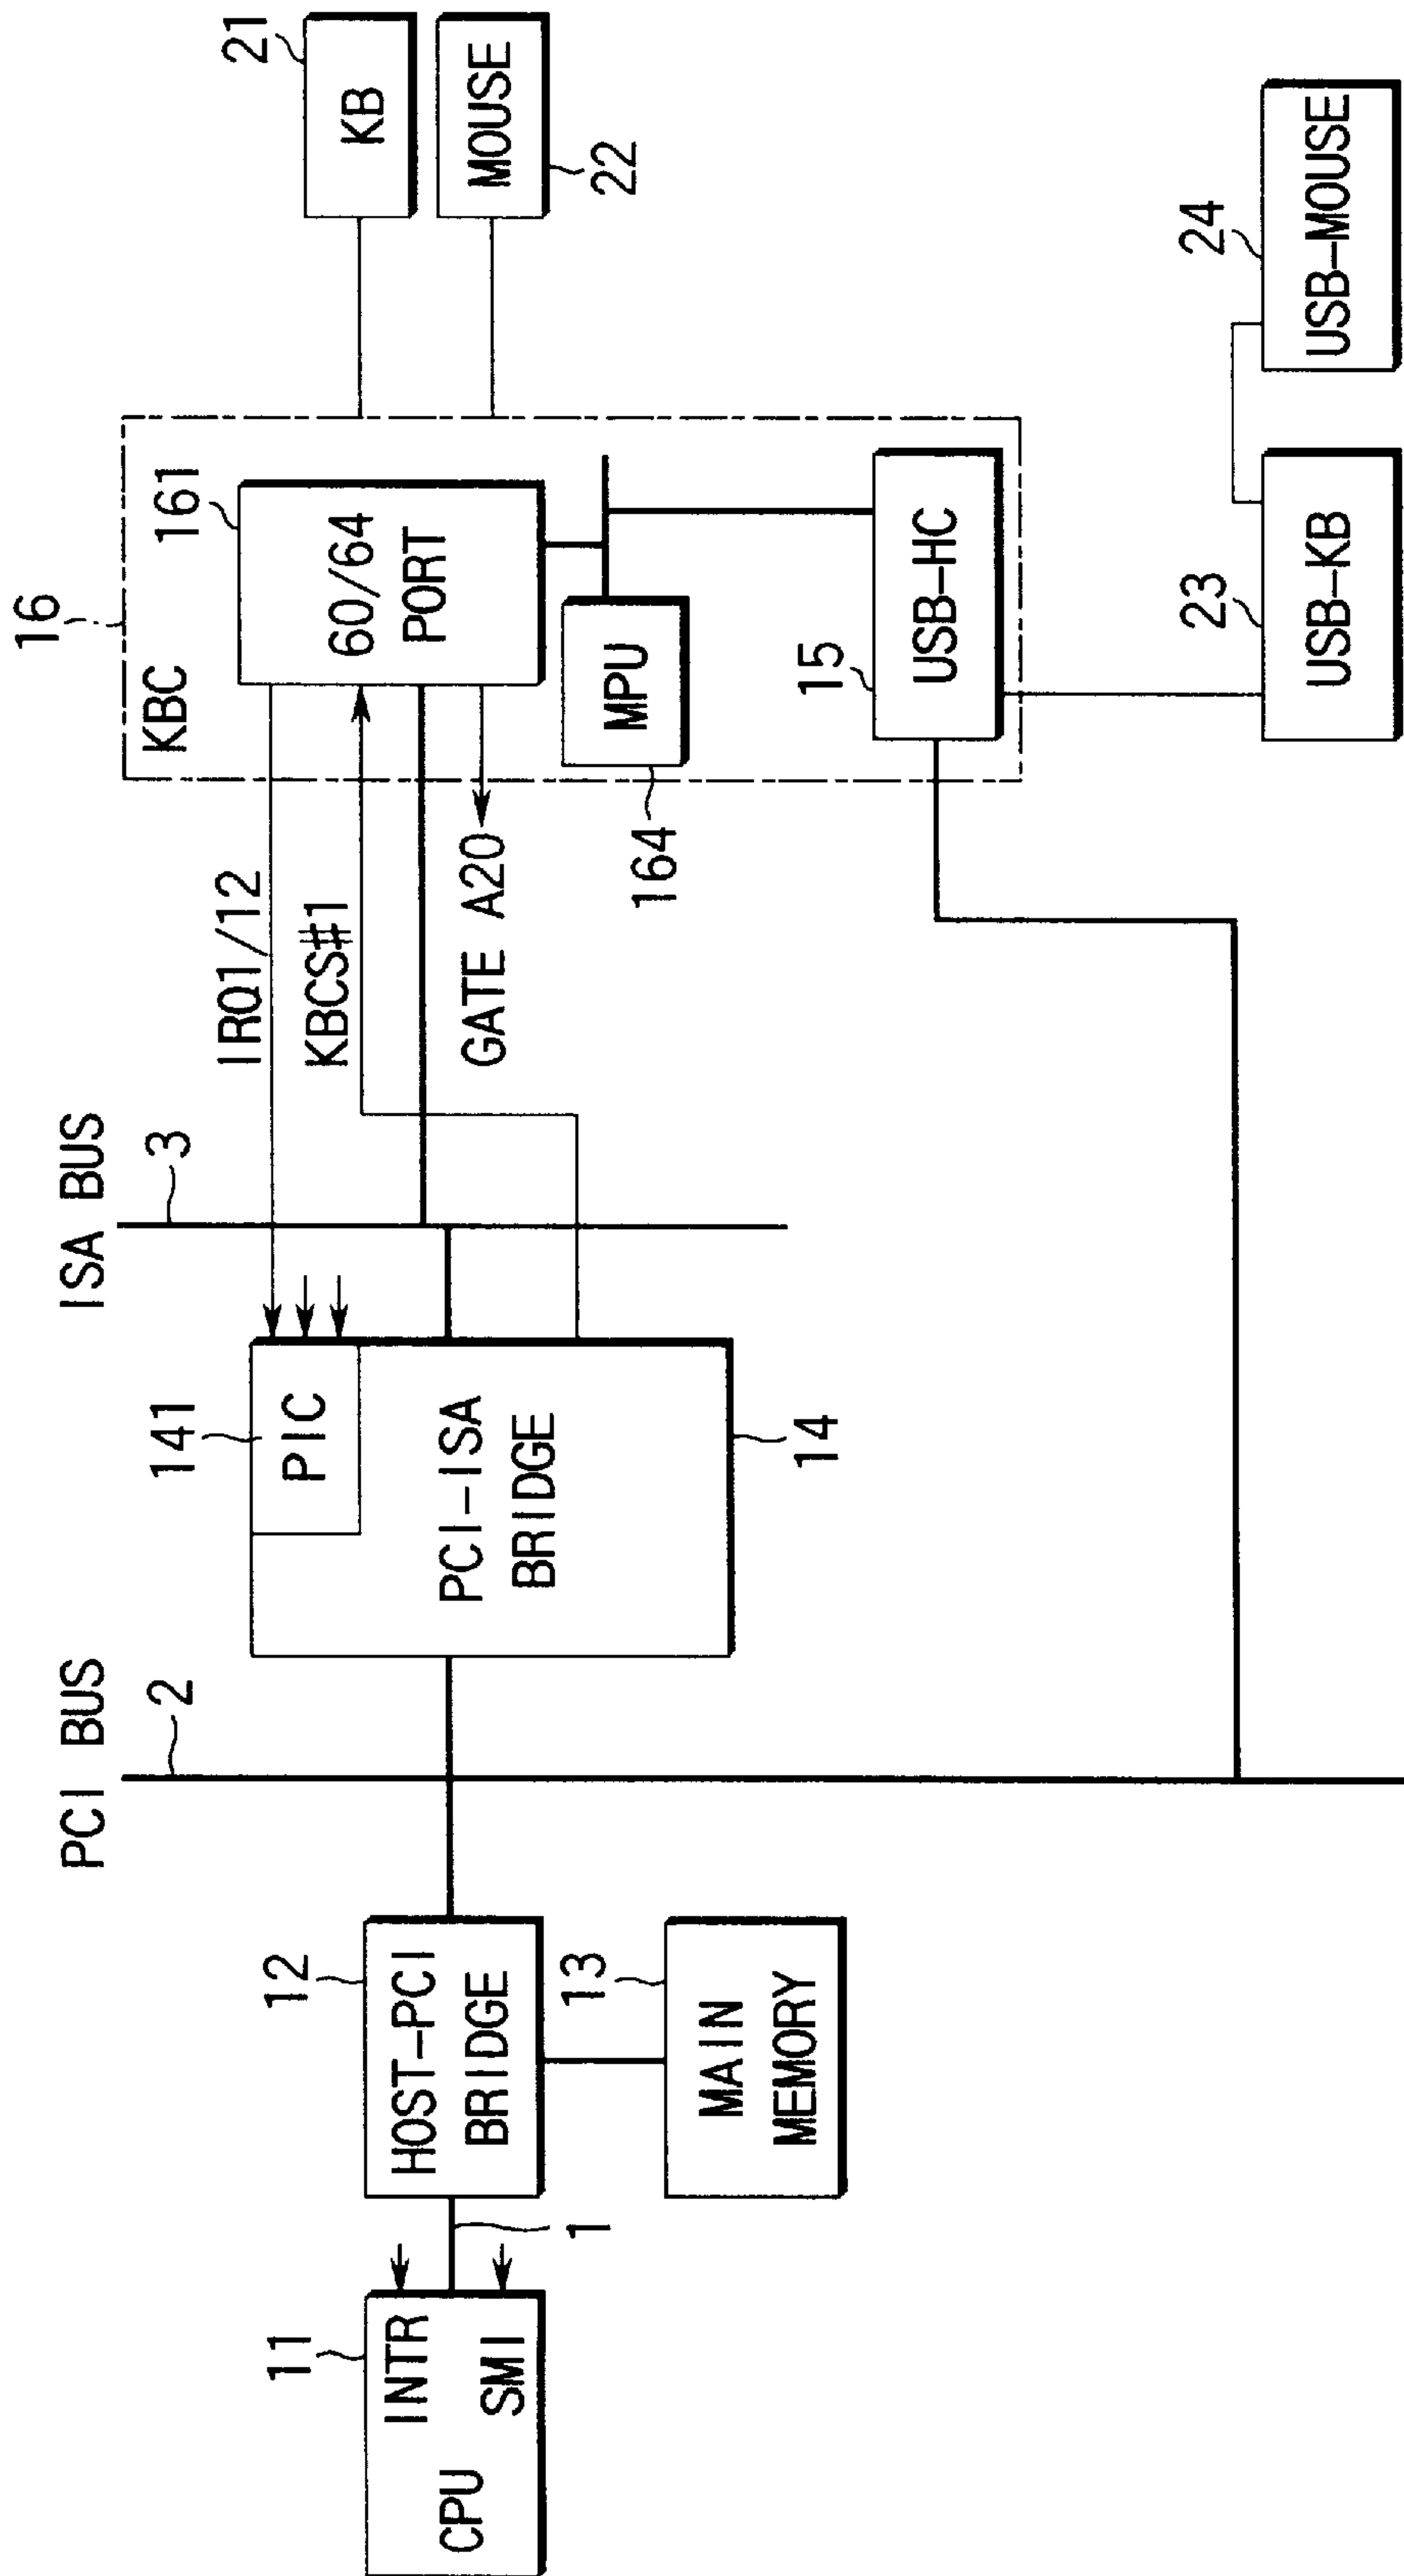 PCI BUS
2
ISA BUS
3
16
KBC
161
60/64
PORT
MPU
164
15
USB-HC
21
KB
MOUSE
22
IRQ1/12
KBCS#1
GATE A20
141
PIC
PCI-ISA
BRIDGE
14
12
HOST-PCI
BRIDGE
13
MAIN
MEMORY
1
11
INTR
SMI
CPU
23
USB-KB
24
USB-MOUSE